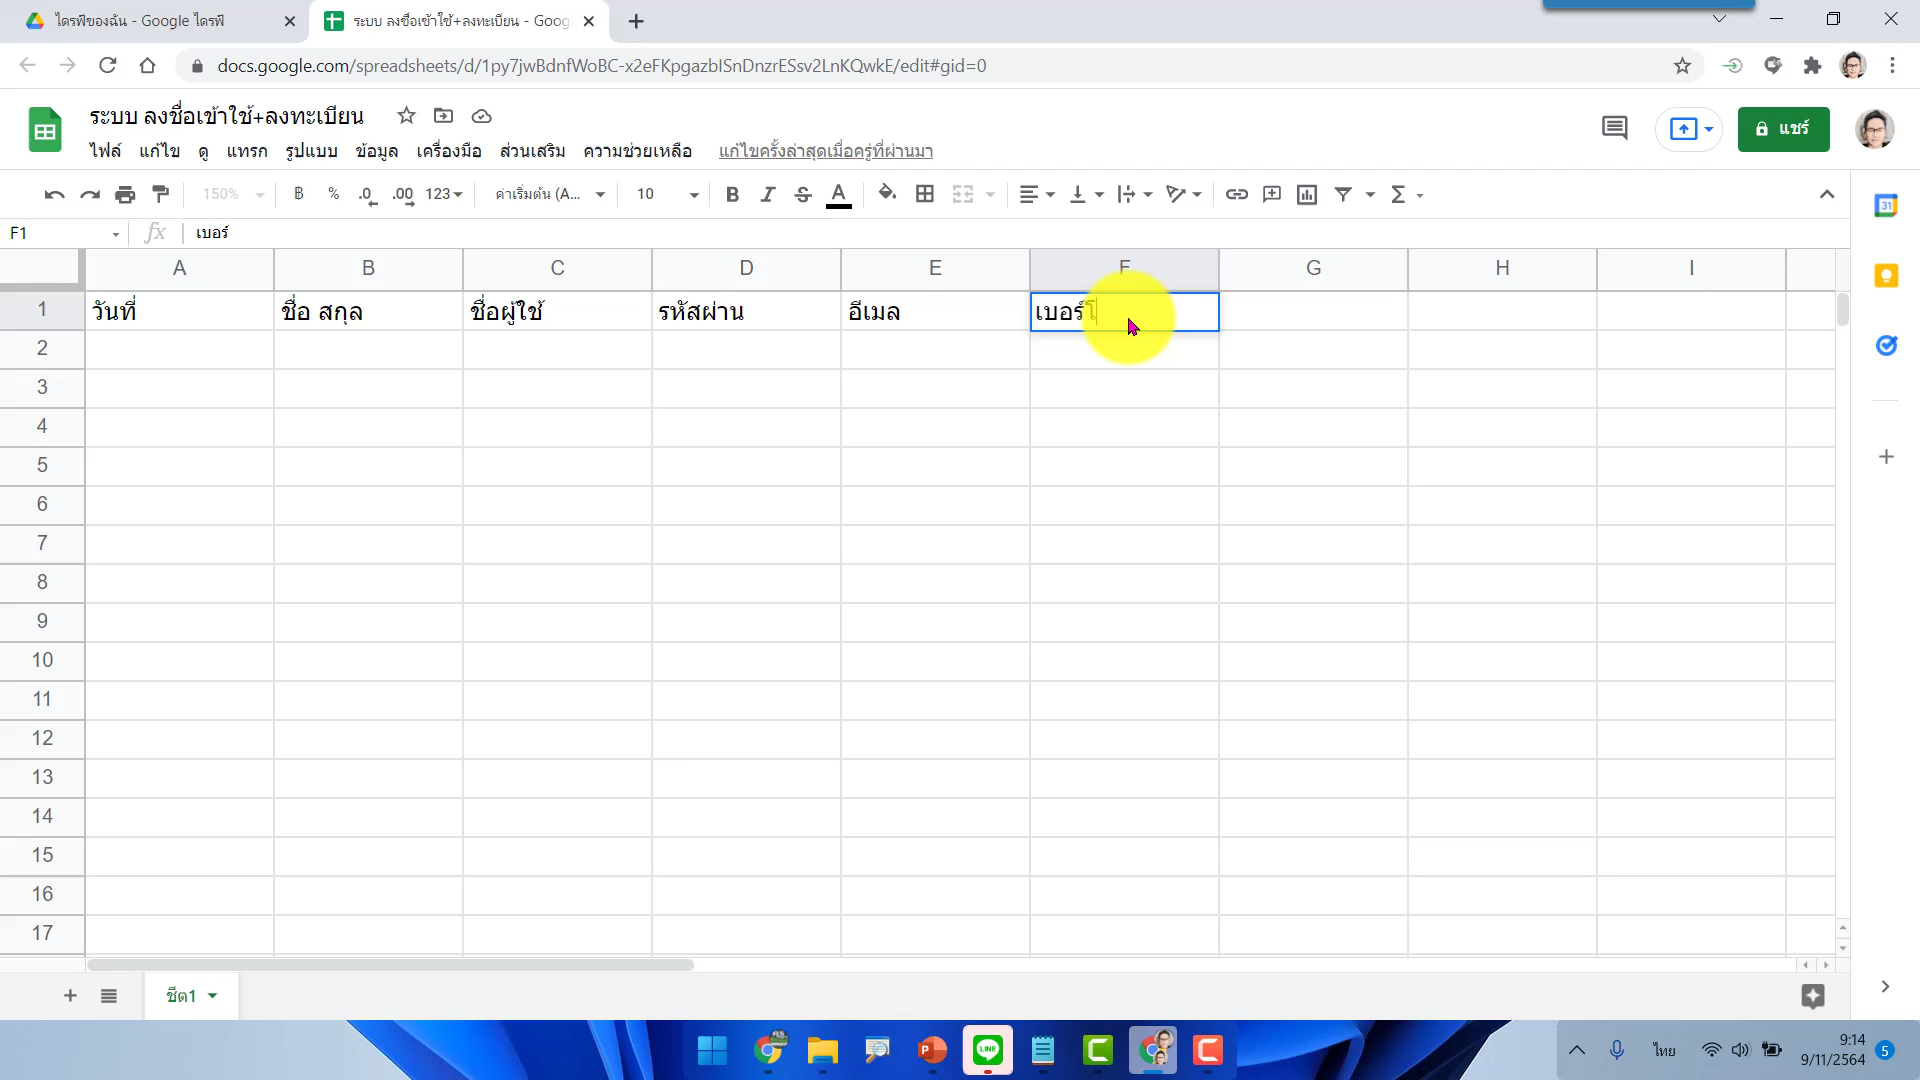 ไดรฟ์ของฉัน - Google ไดรฟ์
ระบบ ลงชื่อเข้าใช้+ลงทะเบียน - Goog
docs.google.com/spreadsheets/d/1py7jwBdnfWoBC-x2eFKpgazbISnDnzrESsv2LnKQwkE/edit#gid=0
ระบบ ลงชื่อเข้าใช้+ลงทะเบียน
ไฟล์ แก้ไข ดู แทรก รูปแบบ ข้อมูล เครื่องมือ ส่วนเสริม ความช่วยเหลือ แก้ไขครั้งล่าสุดเมื่อครู่ที่ผ่านมา
แชร์
150% ฿ % .0 .00 123 ค่าเริ่มต้น (A... 10 B I S A Σ
F1 fx เบอร์
A B C D E F G H I
1 วันที่ ชื่อ สกุล ชื่อผู้ใช้ รหัสผ่าน อีเมล เบอร์โ
2
3
4
5
6
7
8
9
10
11
12
13
14
15
16
17
31
ชีต1
LINE
ไทย
9:14
9/11/2564
5